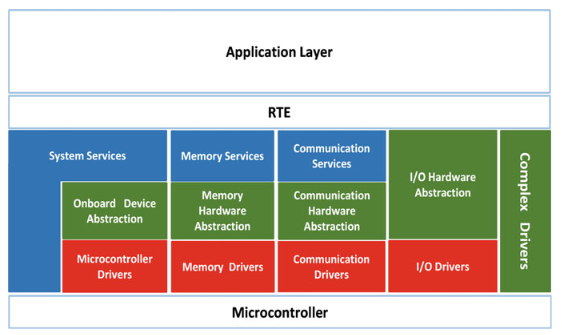 Application Layer
RTE
System Services
Memory Services
Communication
Services
I/O Hardware
Abstraction
Complex Drivers
Onboard Device
Abstraction
Memory
Hardware
Abstraction
Communication
Hardware
Abstraction
Microcontroller
Drivers
Memory Drivers
Communication
Drivers
I/O Drivers
Microcontroller